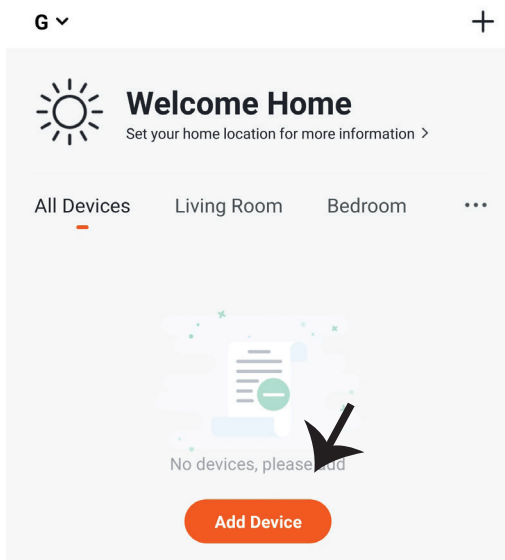 G
Welcome Home
Set your home location for more information >
All Devices Living Room Bedroom ...
No devices, please add
Add Device